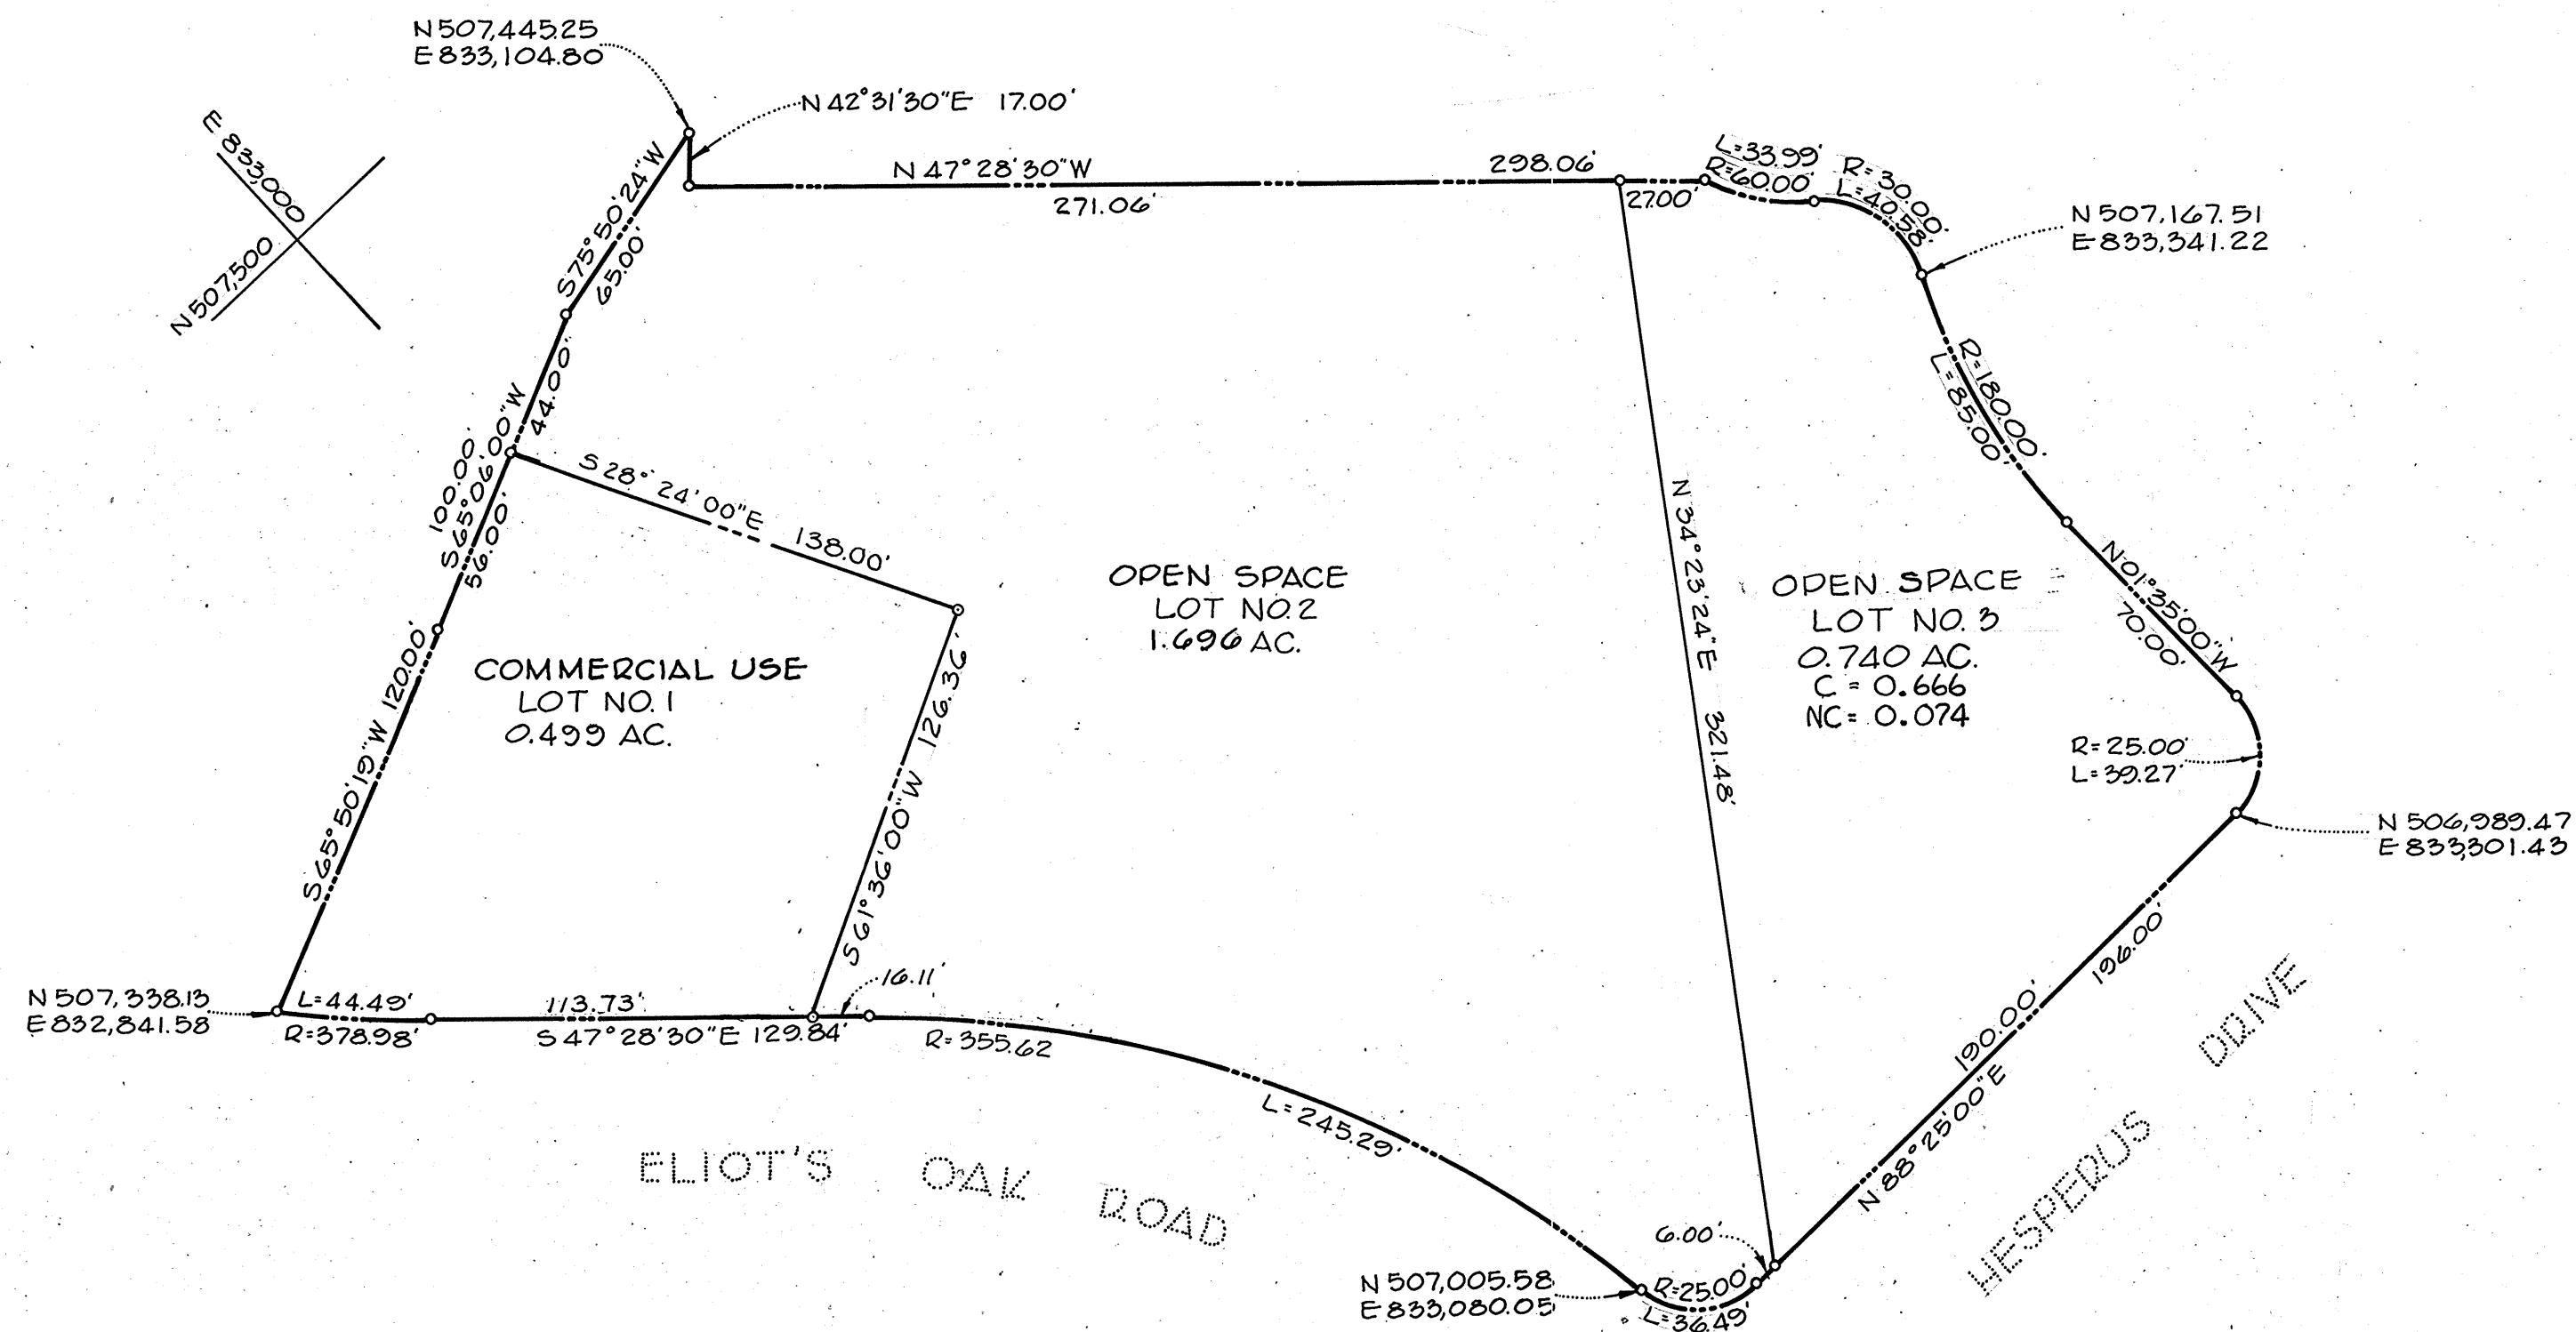 N 507,445.25
E 833,104.80
N 42°31'30"E 17.00'
E 833,000
N 507,500
S 75°50'24"W
65.00'
N 47°28'30"W
298.06'
271.06'
27.00'
L=33.99'
R=60.00'
R=30.00'
L=40.58'
N 507,167.51
E 833,341.22
R=180.00'
L=85.00'
44.00'
100.00'
S 65°06'00"W
56.00'
S 28°24'00"E 138.00'
S 65°50'19"W 120.00'
COMMERCIAL USE
LOT NO. 1
0.499 AC.
S 61°36'00"W 126.36'
OPEN SPACE
LOT NO. 2
1.696 AC.
N 34°23'24"E 321.48'
OPEN SPACE
LOT NO. 3
0.740 AC.
C = 0.666
NC = 0.074
N 01°35'00"W
70.00'
R=25.00'
L=39.27'
N 506,989.47
E 833,301.43
196.00'
190.00'
N 88°25'00"E
N 507,338.13
E 832,841.58
L=44.49'
R=378.98'
113.73'
S 47°28'30"E 129.84'
16.11'
R=355.62
L=245.29'
6.00'
N 507,005.58
E 833,080.05
R=25.00'
L=36.49'
ELIOT'S OAK ROAD
HESPERUS DRIVE